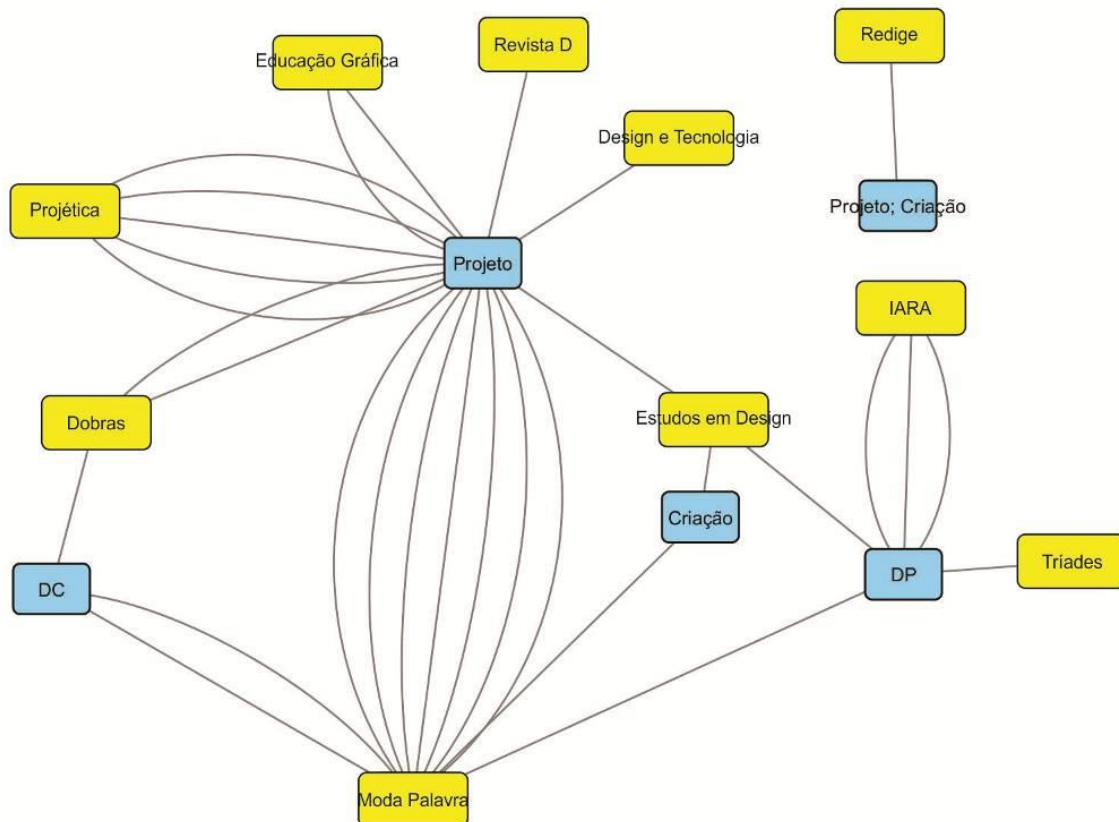 Redige
Revista D
Educação Gráfica
Design e Tecnologia
Projética
Projeto; Criação
Projeto
IARA
Dobras
Estudos em Design
Criação
DC
DP
Tríades
Moda Palavra